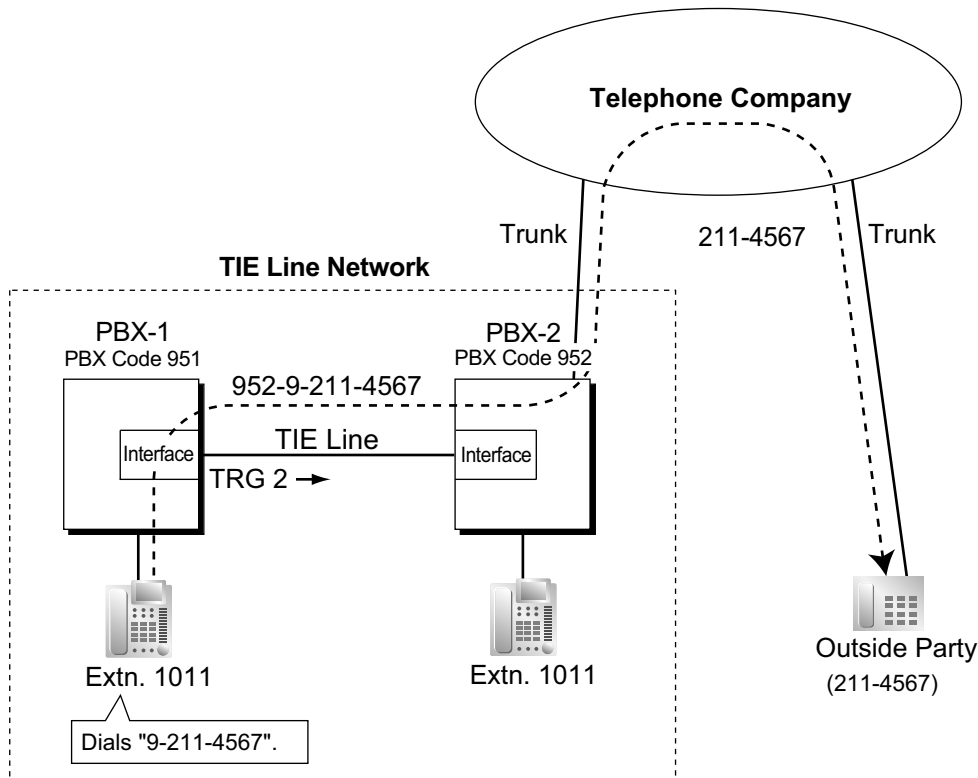 Telephone Company
Trunk
211-4567
Trunk
TIE Line Network
PBX-1
PBX Code 951
PBX-2
PBX Code 952
952-9-211-4567
Interface
TIE Line
Interface
TRG 2 →
Extn. 1011
Extn. 1011
Outside Party
(211-4567)
Dials "9-211-4567".